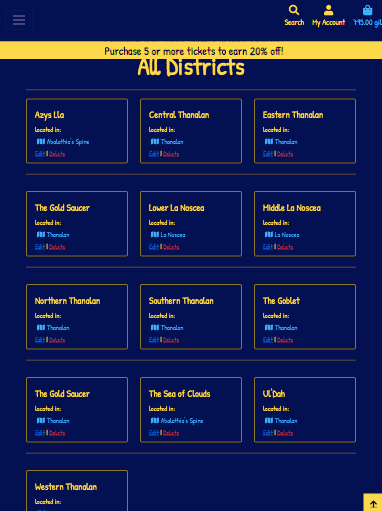 Search My Account 745.00 gil
Purchase 5 or more tickets to earn 20% off!
All Districts
Azys Lla
Located in:
Abalathia's Spine
Edit | Delete
Central Thanalan
Located in:
Thanalan
Edit | Delete
Eastern Thanalan
Located in:
Thanalan
Edit | Delete
The Gold Saucer
Located in:
Thanalan
Edit | Delete
Lower La Noscea
Located in:
La Noscea
Edit | Delete
Middle La Noscea
Located in:
La Noscea
Edit | Delete
Northern Thanalan
Located in:
Thanalan
Edit | Delete
Southern Thanalan
Located in:
Thanalan
Edit | Delete
The Goblet
Located in:
Thanalan
Edit | Delete
The Gold Saucer
Located in:
Thanalan
Edit | Delete
The Sea of Clouds
Located in:
Abalathia's Spine
Edit | Delete
Ul'Dah
Located in:
Thanalan
Edit | Delete
Western Thanalan
Located in: